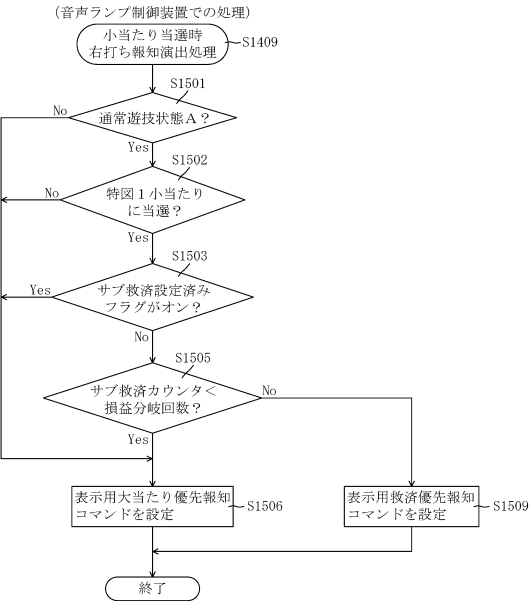 (音声ランプ制御装置での処理)
小当たり当選時
右打ち報知演出処理
S1409
S1501
通常遊技状態A?
No
Yes
S1502
特図1小当たり
に当選?
No
Yes
S1503
サブ救済設定済み
フラグがオン?
Yes
No
S1505
サブ救済カウンタ<
損益分岐回数?
No
Yes
表示用大当たり優先報知
コマンドを設定
S1506
表示用救済優先報知
コマンドを設定
S1509
終了